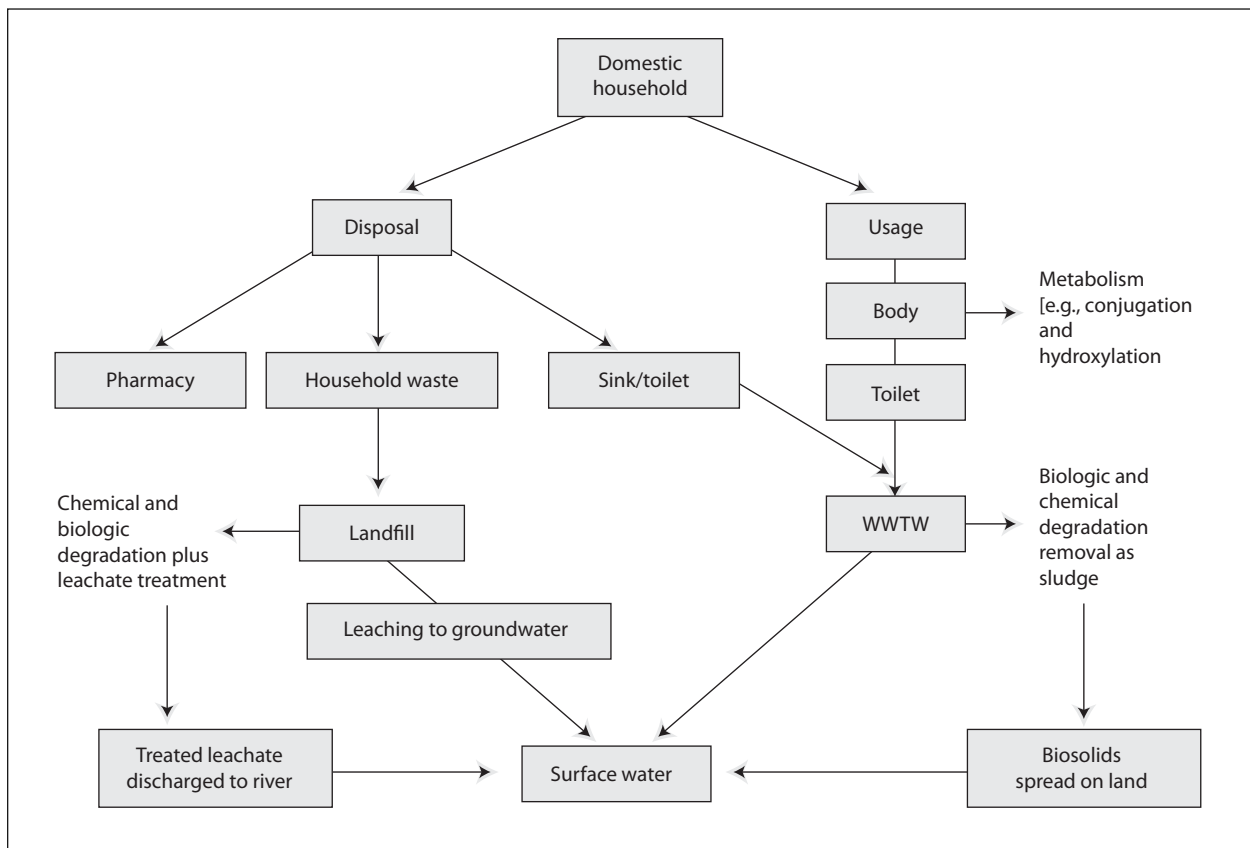 Domestic
household
Disposal
Usage
Metabolism
[e.g., conjugation
and
hydroxylation
Body
Pharmacy
Household waste
Sink/toilet
Toilet
Chemical and
biologic
degradation plus
leachate treatment
Landfill
WWTW
Biologic and
chemical
degradation
removal as
sludge
Leaching to groundwater
Treated leachate
discharged to river
Surface water
Biosolids
spread on land